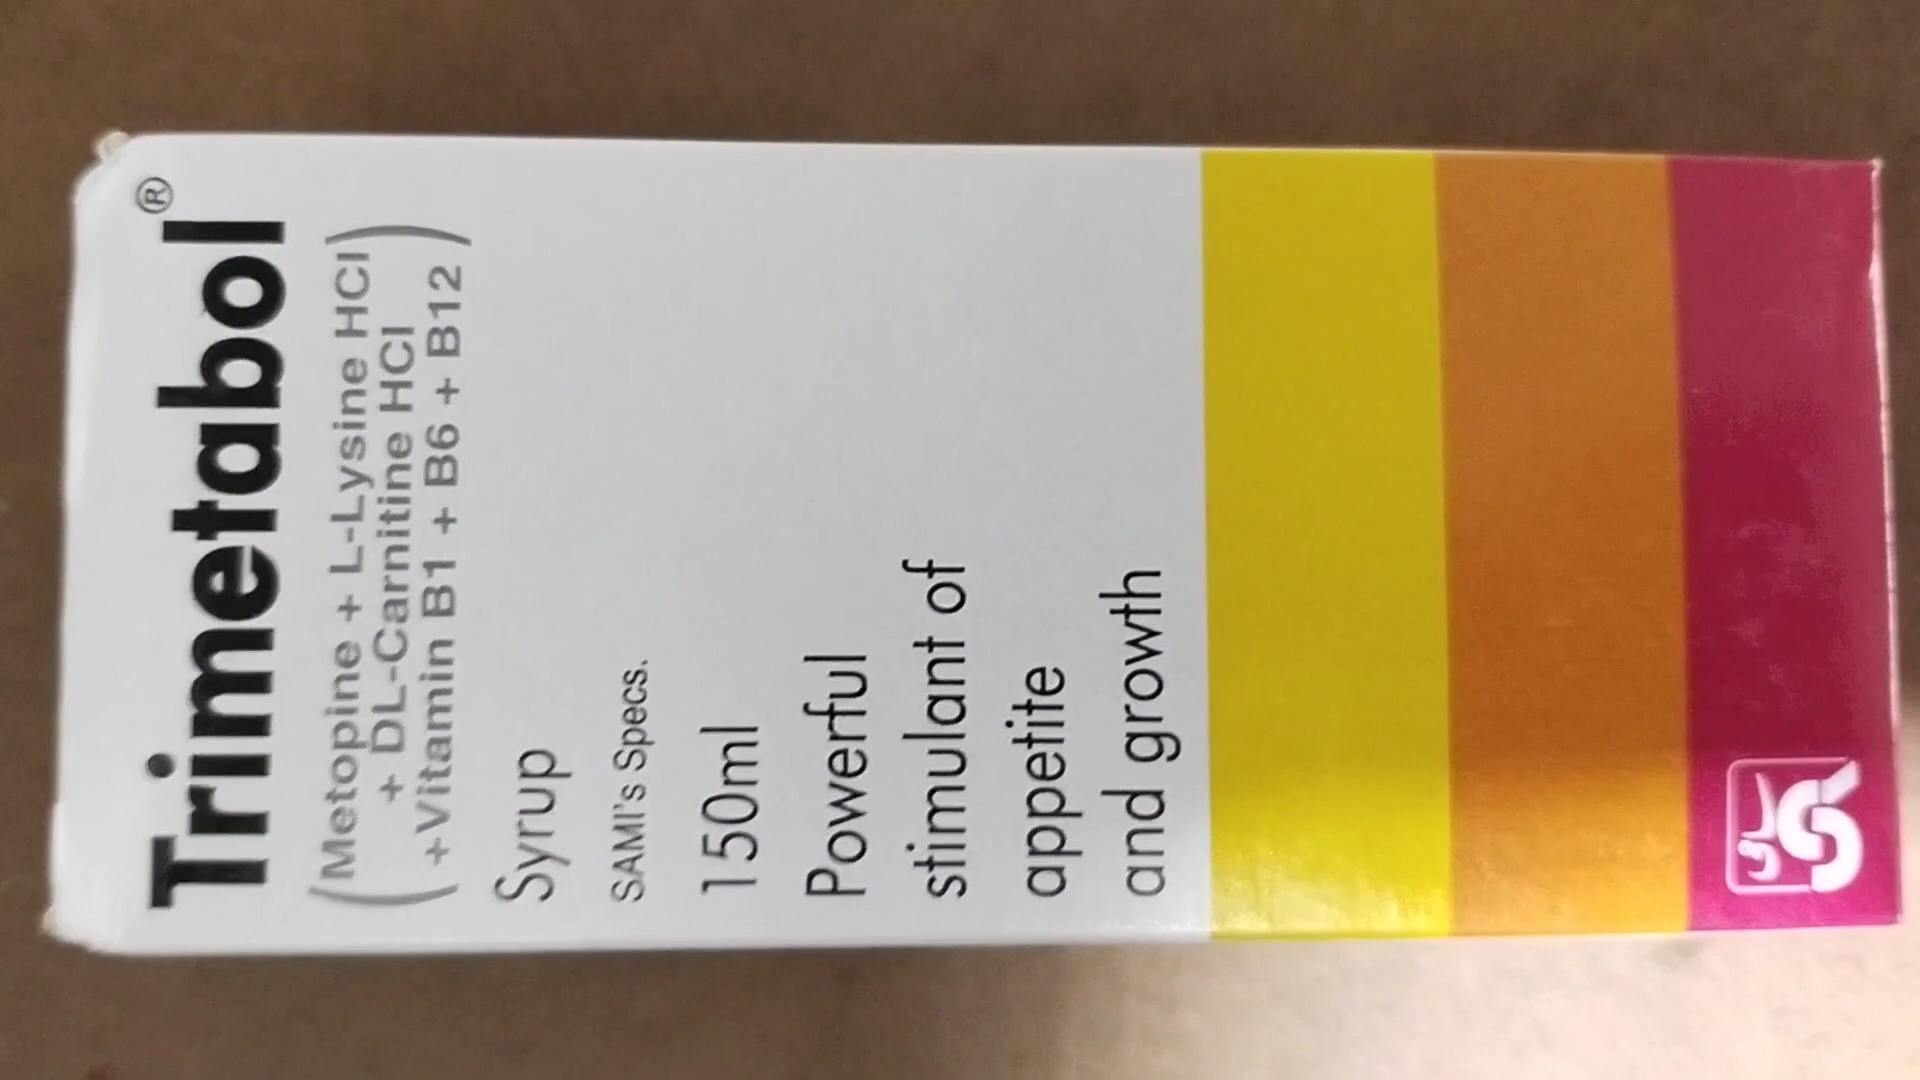 Trimetabol®
(Metopine + L-Lysine HCl
+ DL-Carnitine HCl
+Vitamin B1 + B6 + B12)
Syrup
SAMI's Specs.
150ml
Powerful
stimulant of
appetite
and growth